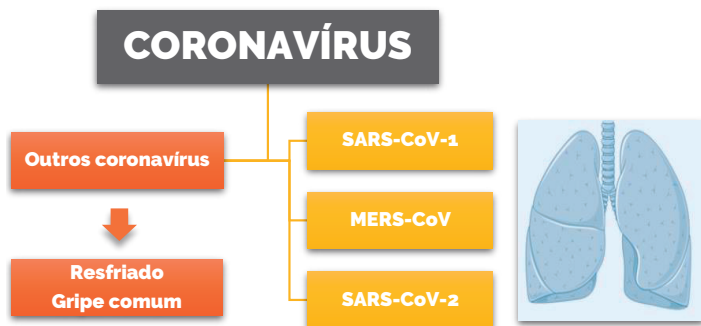 CORONAVÍRUS
Outros coronavírus
Resfriado
Gripe comum
SARS-CoV-1
MERS-CoV
SARS-CoV-2